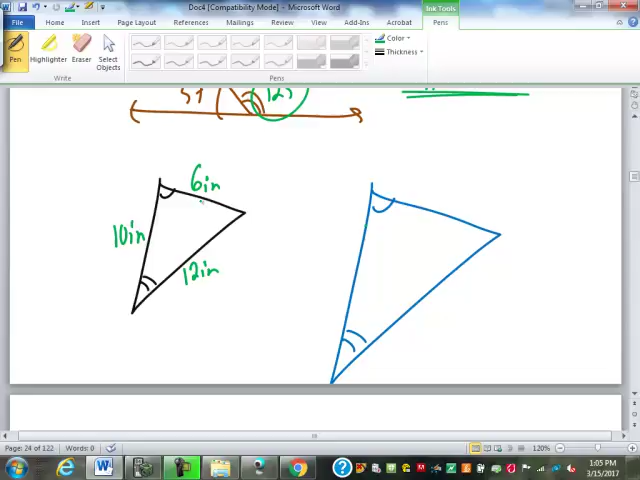 Doc4 [Compatibility Mode] - Microsoft Word
Ink Tools
File Home Insert Page Layout References Mailings Review View Add-Ins Acrobat Pens
Pen Highlighter Eraser Select Objects
Color
Thickness
Write Pens
6in
10in
12in
Page: 24 of 122 Words: 0 120%
1:05 PM
3/15/2017